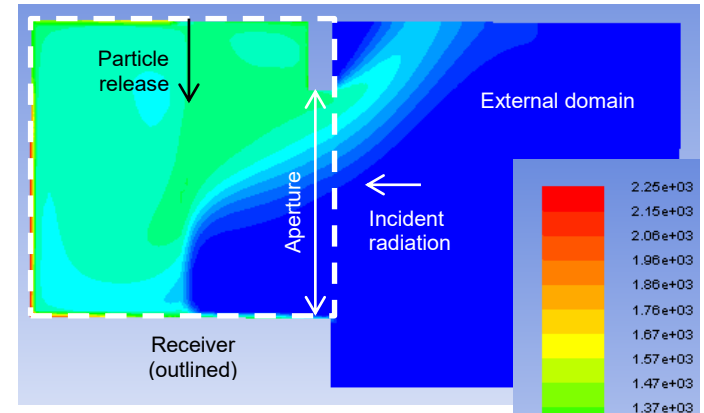 Particle
release
External domain
Aperture
Incident
radiation
Receiver
(outlined)
2.25e+03
2.15e+03
2.06e+03
1.96e+03
1.86e+03
1.76e+03
1.67e+03
1.57e+03
1.47e+03
1.37e+03